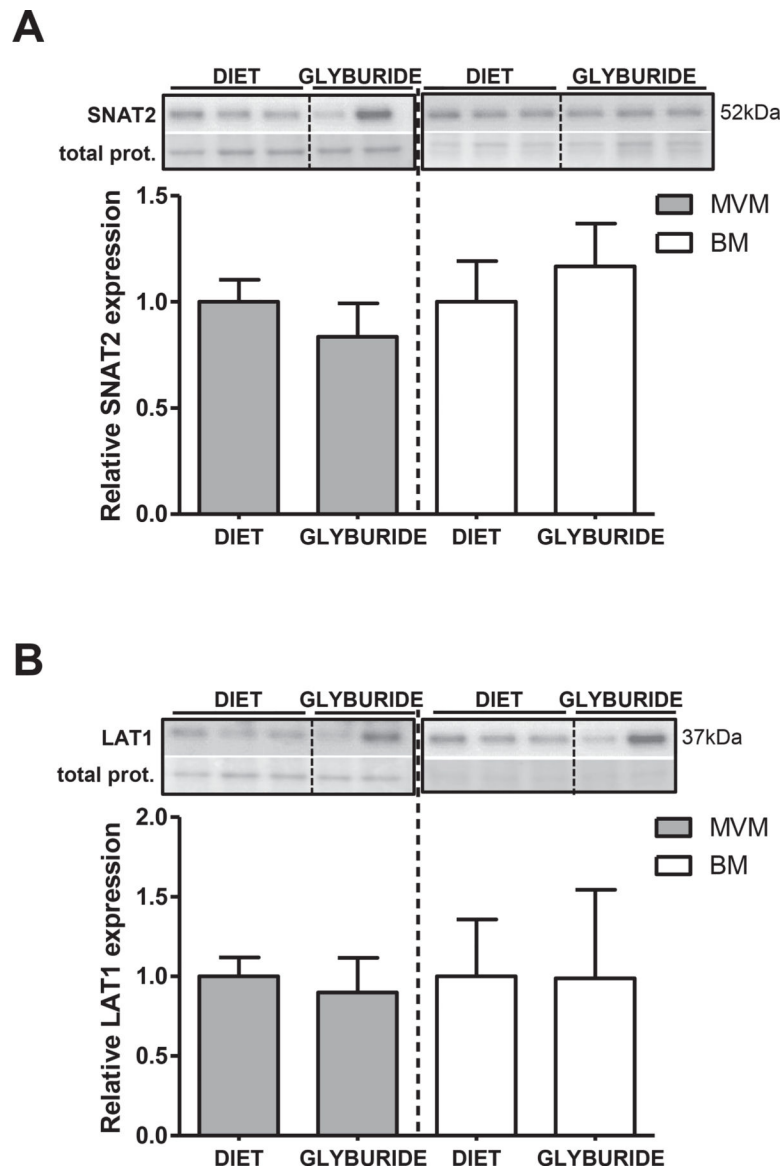 A
DIET GLYBURIDE DIET GLYBURIDE
SNAT2 52kDa
total prot.
Relative SNAT2 expression
1.5
1.0
0.5
0.0
MVM
BM
DIET GLYBURIDE DIET GLYBURIDE
B
DIET GLYBURIDE DIET GLYBURIDE
LAT1 37kDa
total prot.
Relative LAT1 expression
2.0
1.5
1.0
0.5
0.0
MVM
BM
DIET GLYBURIDE DIET GLYBURIDE